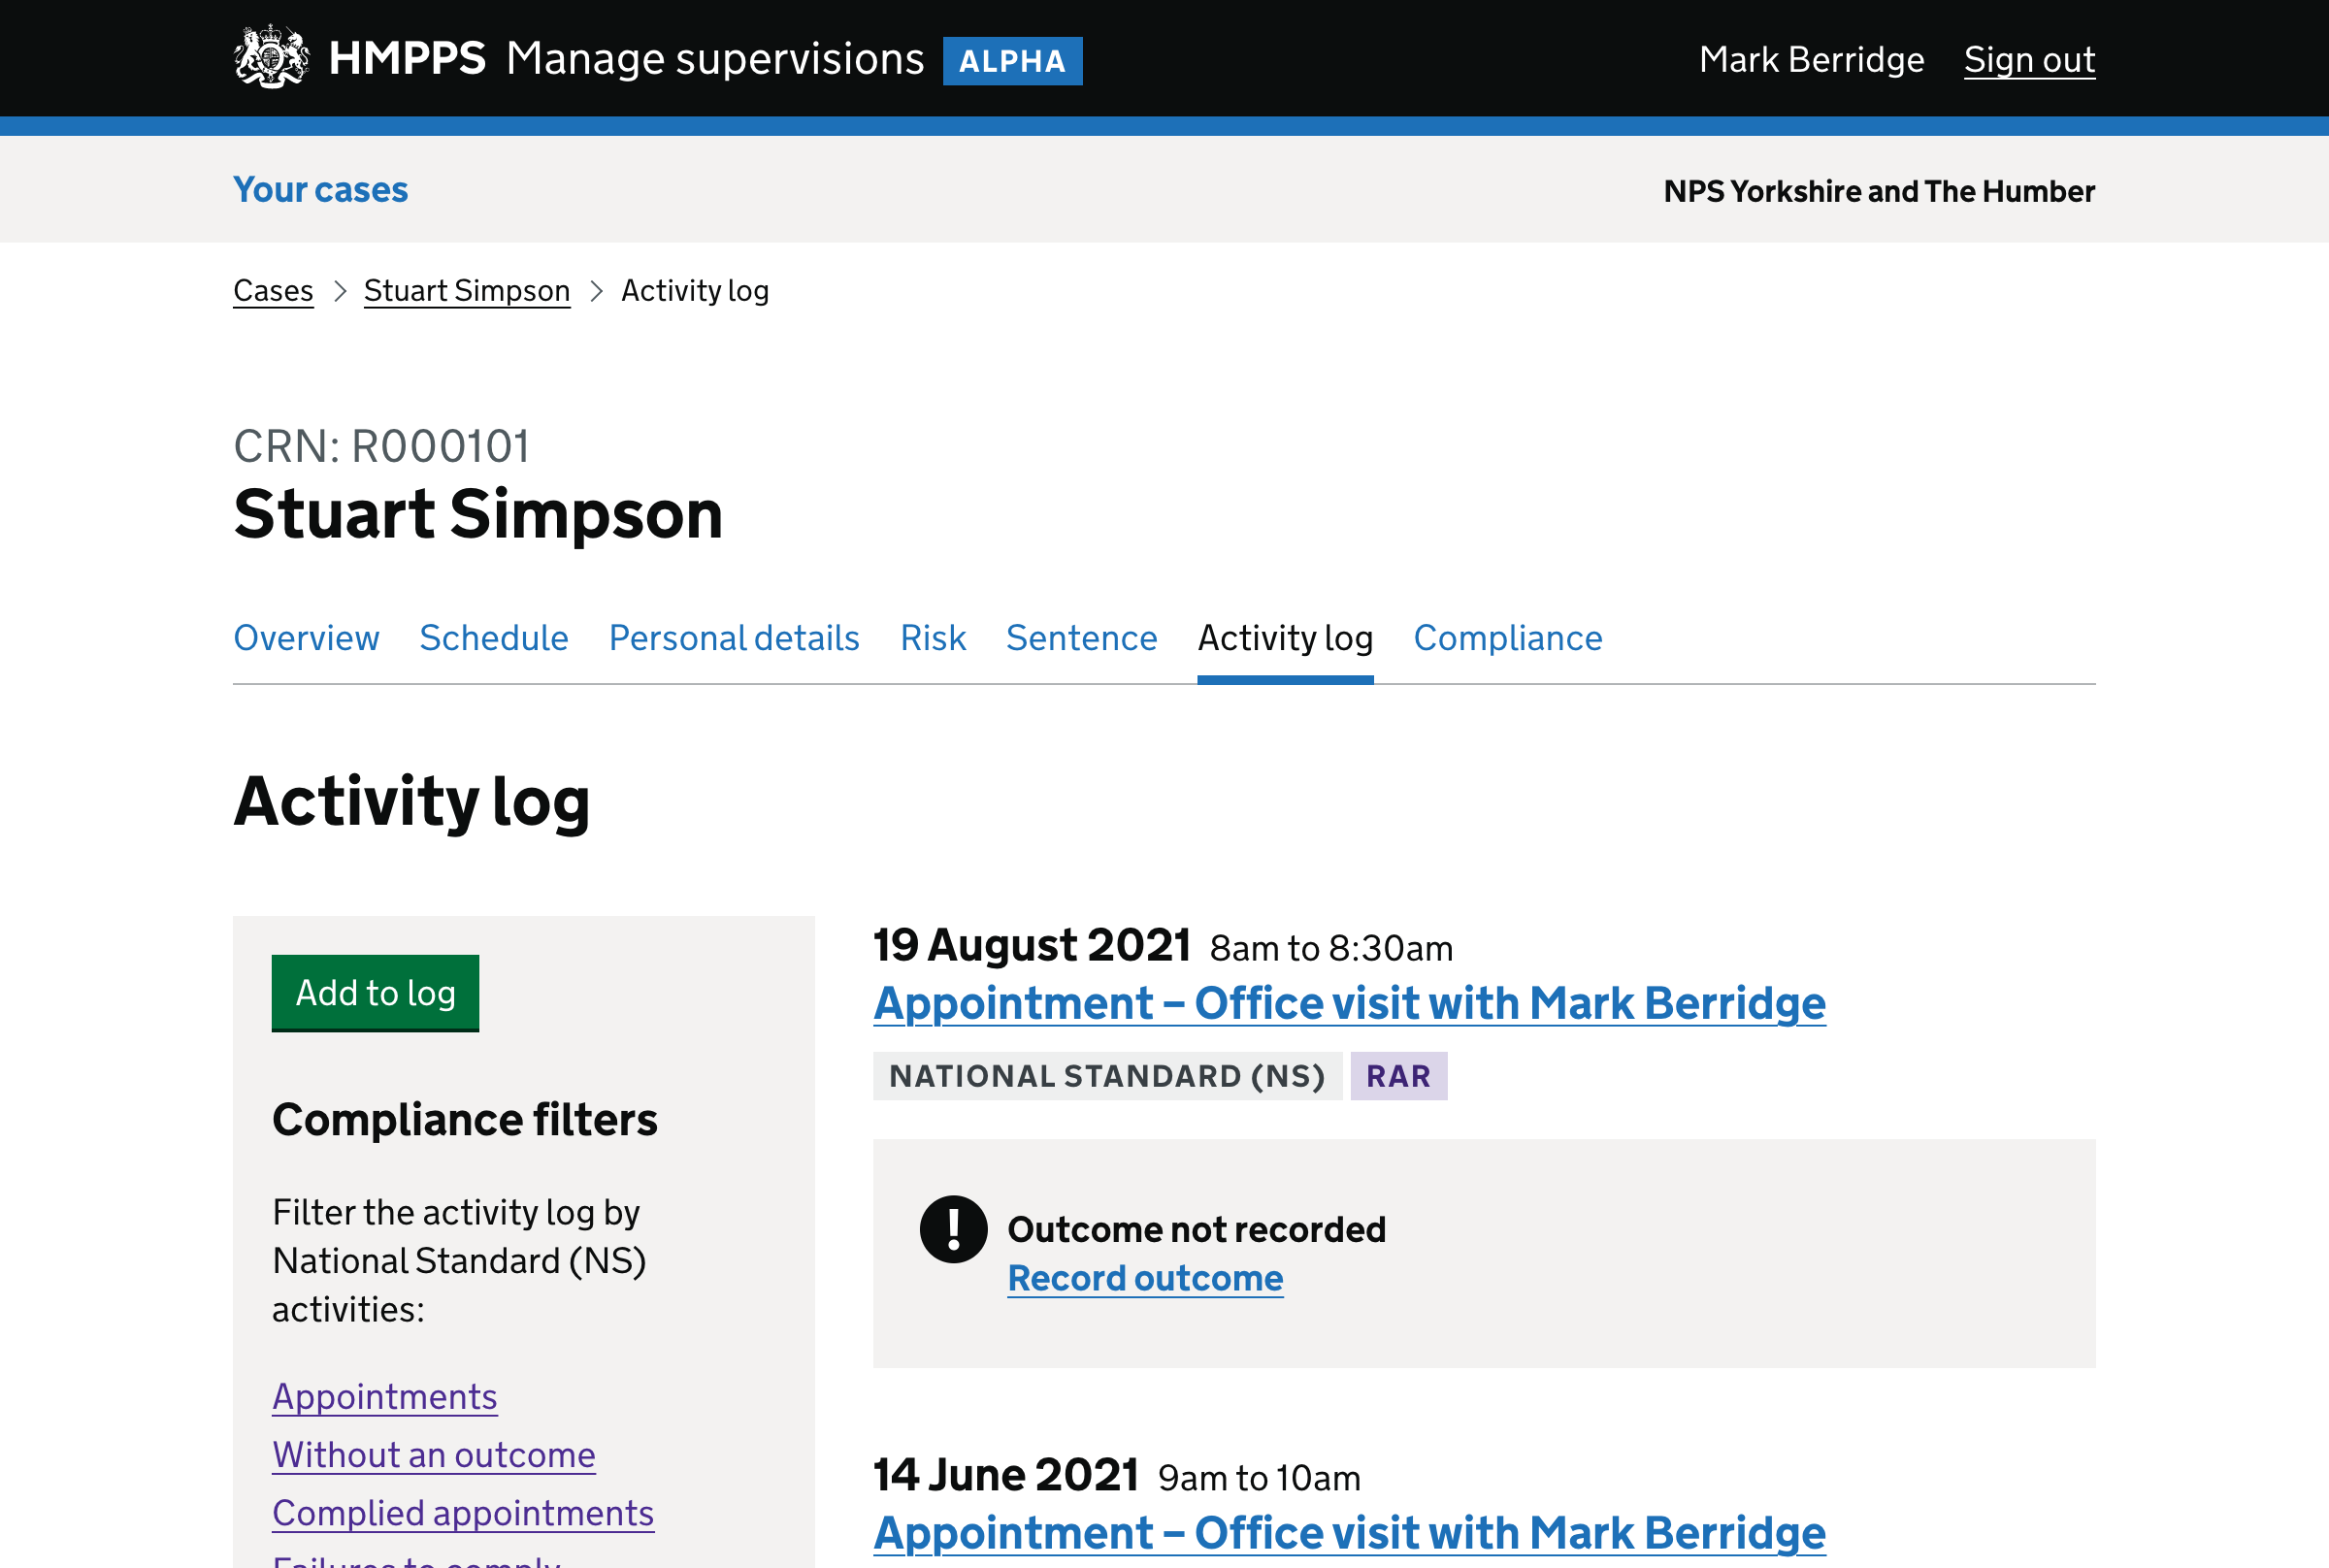 HMPPS Manage supervisions ALPHA Mark Berridge Sign out
Your cases NPS Yorkshire and The Humber
Cases Stuart Simpson Activity log
CRN: R000101
Stuart Simpson
Overview Schedule Personal details Risk Sentence Activity log Compliance
Activity log
Add to log
Compliance filters
Filter the activity log by
National Standard (NS)
activities:
Appointments
Without an outcome
Complied appointments
Failures to comply
19 August 2021 8am to 8:30am
Appointment – Office visit with Mark Berridge
NATIONAL STANDARD (NS) RAR
Outcome not recorded
Record outcome
14 June 2021 9am to 10am
Appointment – Office visit with Mark Berridge